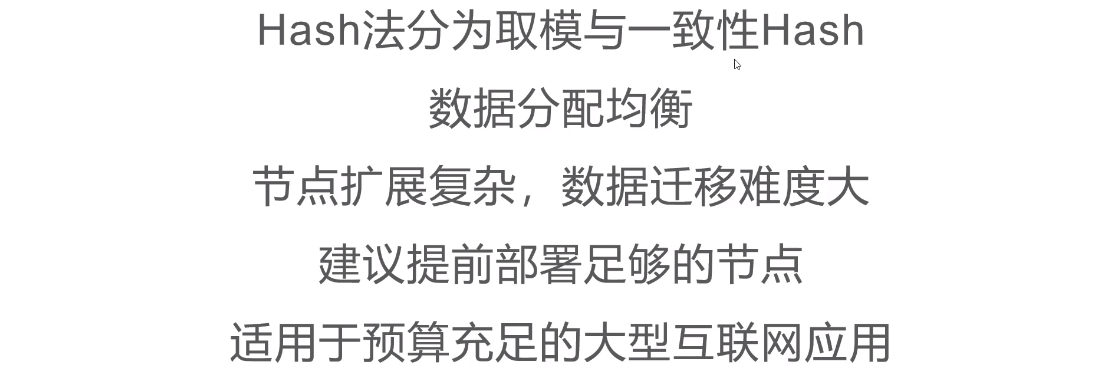 Hash法分为取模与一致性Hash
数据分配均衡
节点扩展复杂，数据迁移难度大
建议提前部署足够的节点
适用于预算充足的大型互联网应用